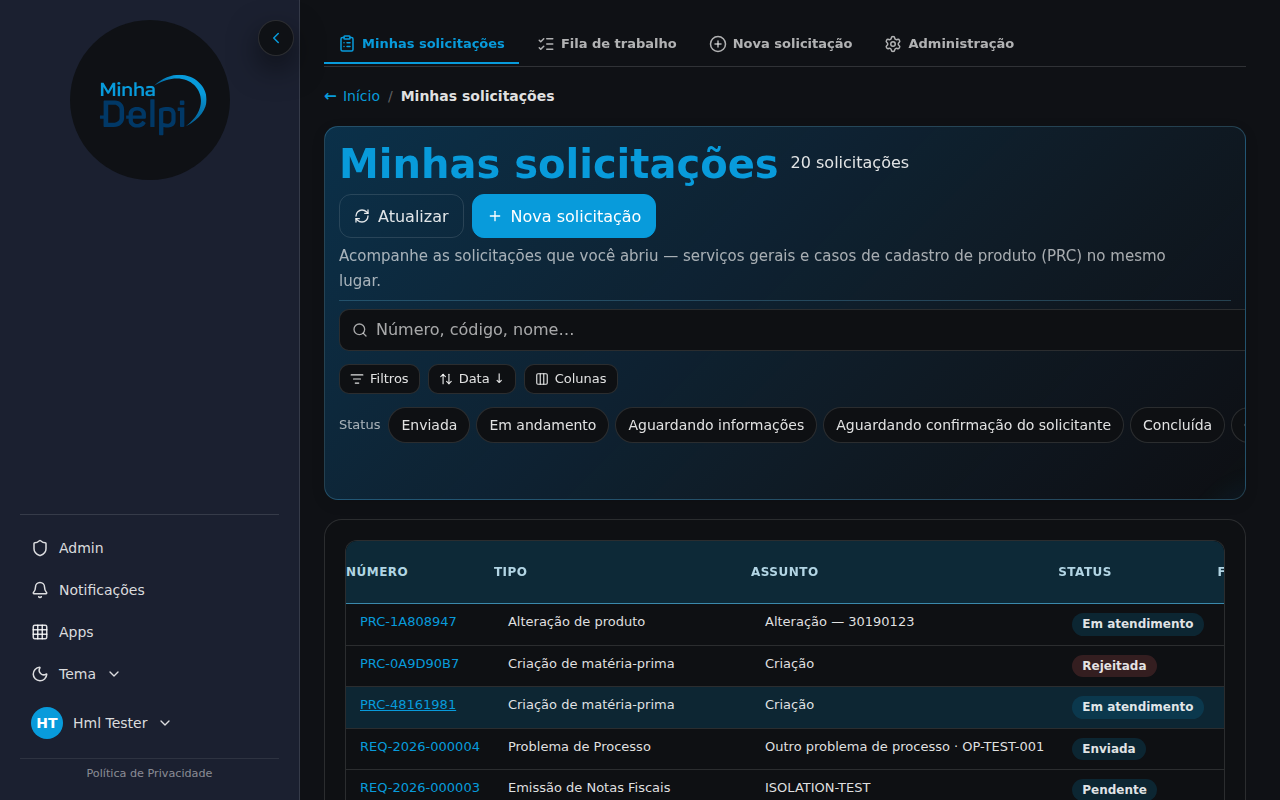 Minha
Delpi
Minhas solicitações
Fila de trabalho
Nova solicitação
Administração
← Início / Minhas solicitações
Minhas solicitações 20 solicitações
Atualizar
Nova solicitação
Acompanhe as solicitações que você abriu — serviços gerais e casos de cadastro de produto (PRC) no mesmo
lugar.
Número, código, nome...
Filtros
Data ↓
Colunas
Status Enviada Em andamento Aguardando informações Aguardando confirmação do solicitante Concluída
NÚMERO TIPO ASSUNTO STATUS F
PRC-1A808947 Alteração de produto Alteração — 30190123 Em atendimento
PRC-0A9D90B7 Criação de matéria-prima Criação Rejeitada
PRC-48161981 Criação de matéria-prima Criação Em atendimento
REQ-2026-000004 Problema de Processo Outro problema de processo · OP-TEST-001 Enviada
REQ-2026-000003 Emissão de Notas Fiscais ISOLATION-TEST Pendente
Admin
Notificações
Apps
Tema
HT Hml Tester
Política de Privacidade